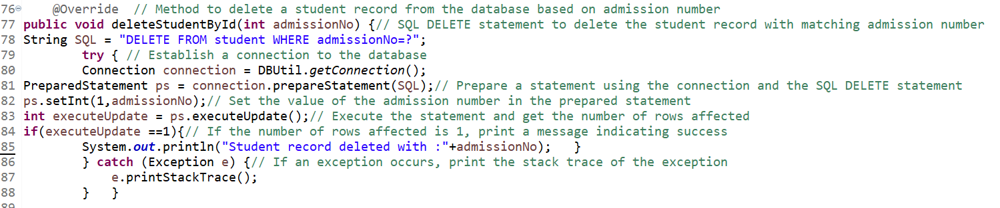 76 @Override // Method to delete a student record from the database based on admission number
77 public void deleteStudentById(int admissionNo) {// SQL DELETE statement to delete the student record with matching admission number
78 String SQL = "DELETE FROM student WHERE admissionNo=?";
79 try { // Establish a connection to the database
80 Connection connection = DBUtil.getConnection();
81 PreparedStatement ps = connection.prepareStatement(SQL);// Prepare a statement using the connection and the SQL DELETE statement
82 ps.setInt(1,admissionNo);// Set the value of the admission number in the prepared statement
83 int executeUpdate = ps.executeUpdate();// Execute the statement and get the number of rows affected
84 if(executeUpdate ==1){// If the number of rows affected is 1, print a message indicating success
85 System.out.println("Student record deleted with :"+admissionNo); }
86 } catch (Exception e) {// If an exception occurs, print the stack trace of the exception
87 e.printStackTrace();
88 } }
89